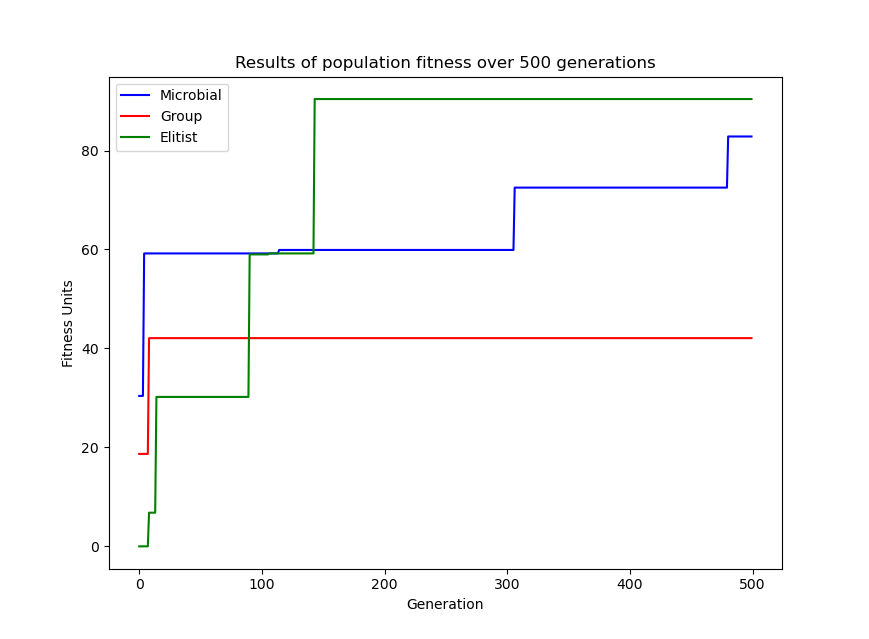 Results of population fitness over 500 generations
Microbial
Group
Elitist
80
60
40
20
0
Fitness Units
0 100 200 300 400 500
Generation